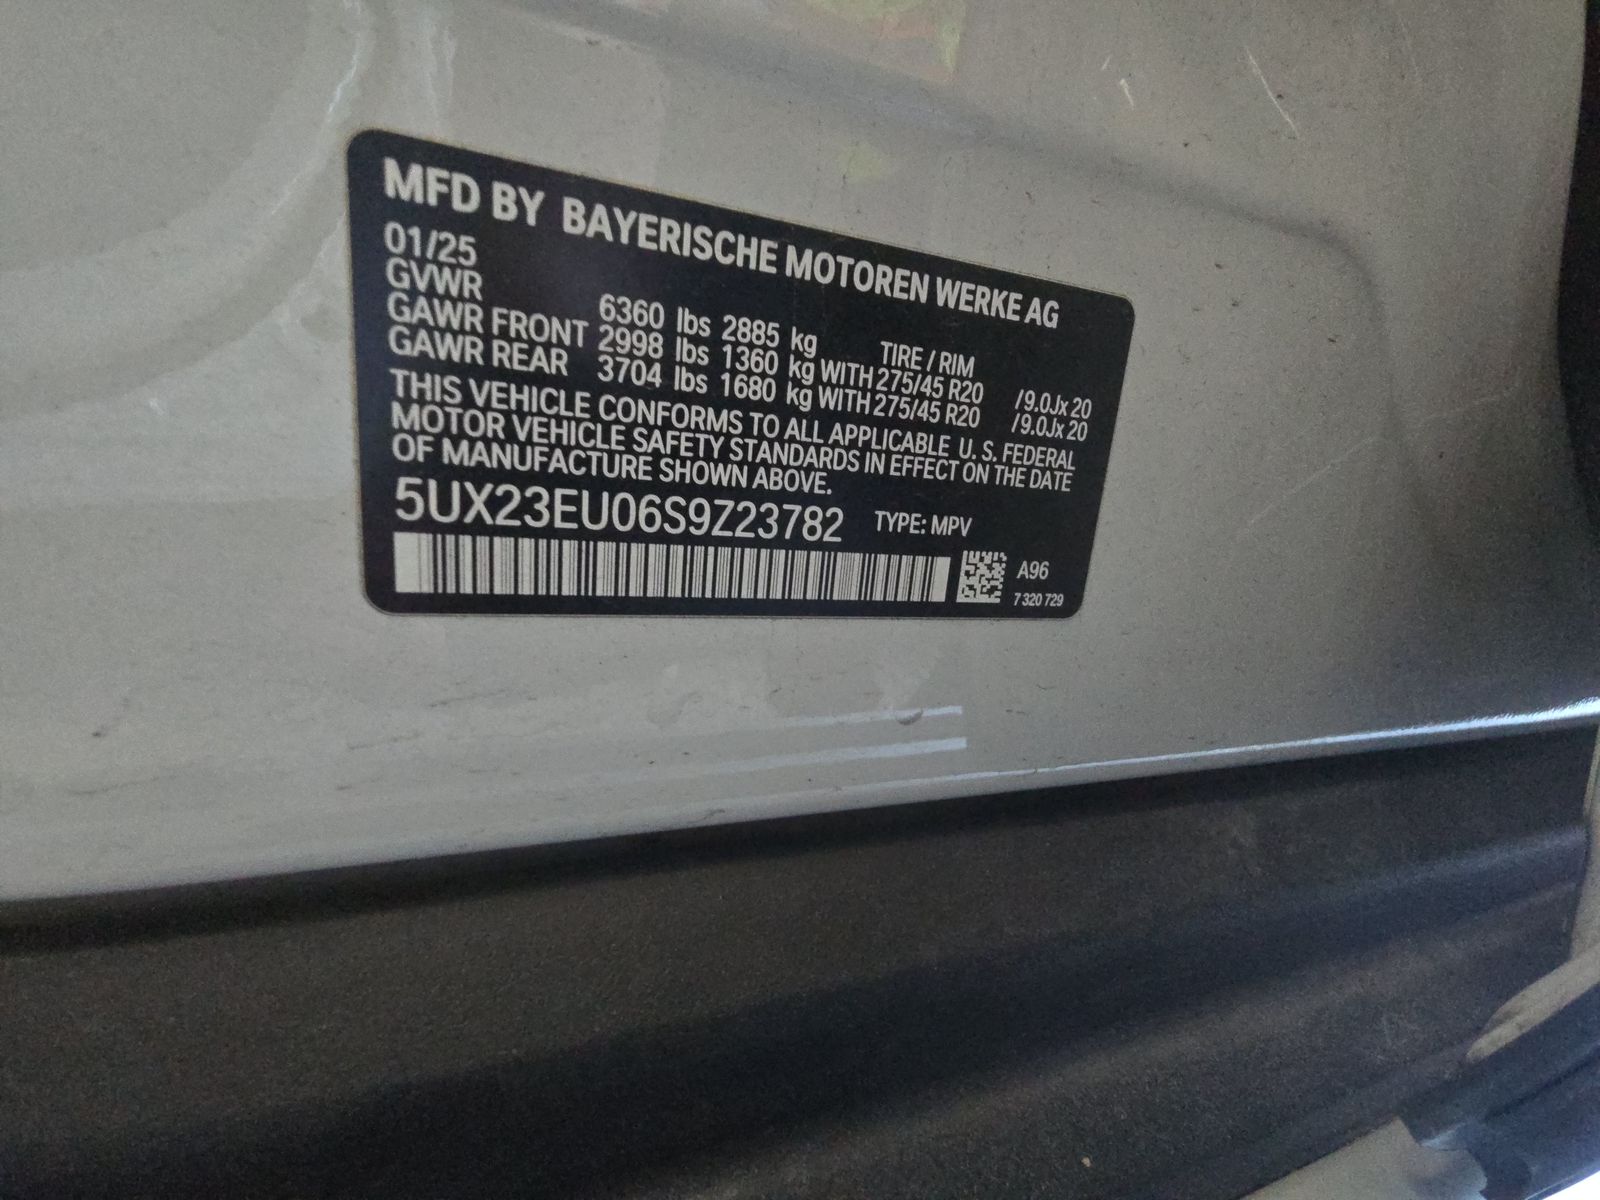 MFD BY BAYERISCHE MOTOREN WERKE AG
01/25
GVWR 6360 lbs 2885 kg TIRE / RIM
GAWR FRONT 2998 lbs 1360 kg WITH 275/45 R20 /9.0Jx 20
GAWR REAR 3704 lbs 1680 kg WITH 275/45 R20 /9.0Jx 20
THIS VEHICLE CONFORMS TO ALL APPLICABLE U. S. FEDERAL
MOTOR VEHICLE SAFETY STANDARDS IN EFFECT ON THE DATE
OF MANUFACTURE SHOWN ABOVE.
5UX23EU06S9Z23782 TYPE: MPV
A96
7 320 729